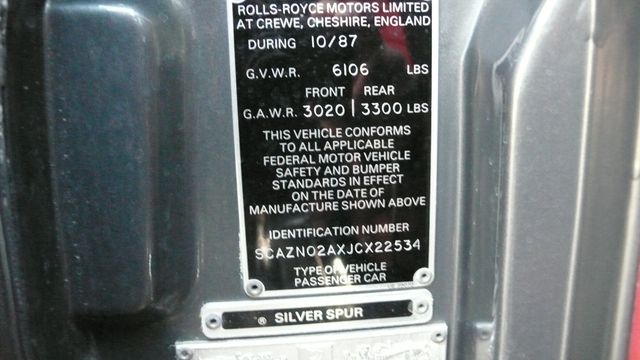 ROLLS-ROYCE MOTORS LIMITED
AT CREWE, CHESHIRE, ENGLAND
DURING 10/87
G.V.W.R. 6106 LBS
FRONT REAR
G.A.W.R. 3020 | 3300 LBS
THIS VEHICLE CONFORMS
TO ALL APPLICABLE
FEDERAL MOTOR VEHICLE
SAFETY AND BUMPER
STANDARDS IN EFFECT
ON THE DATE OF
MANUFACTURE SHOWN ABOVE
IDENTIFICATION NUMBER
SCAZN02AXJCX22534
TYPE OF VEHICLE
PASSENGER CAR
® SILVER SPUR